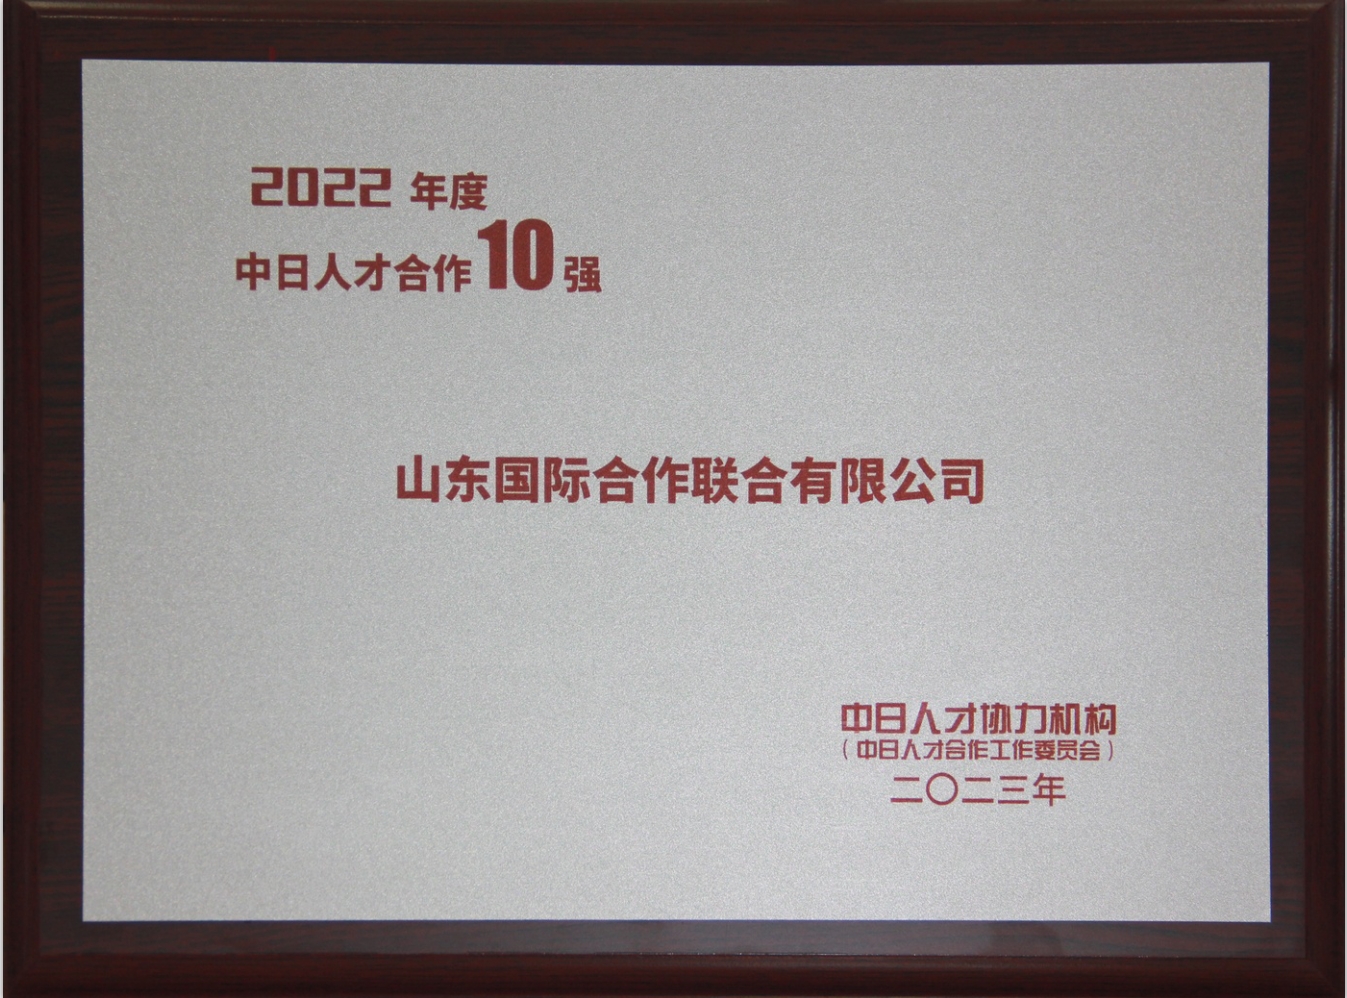 2022 年度
中日人才合作10强
山东国际合作联合有限公司
中日人才协力机构
（中日人才合作工作委员会）
二〇二三年